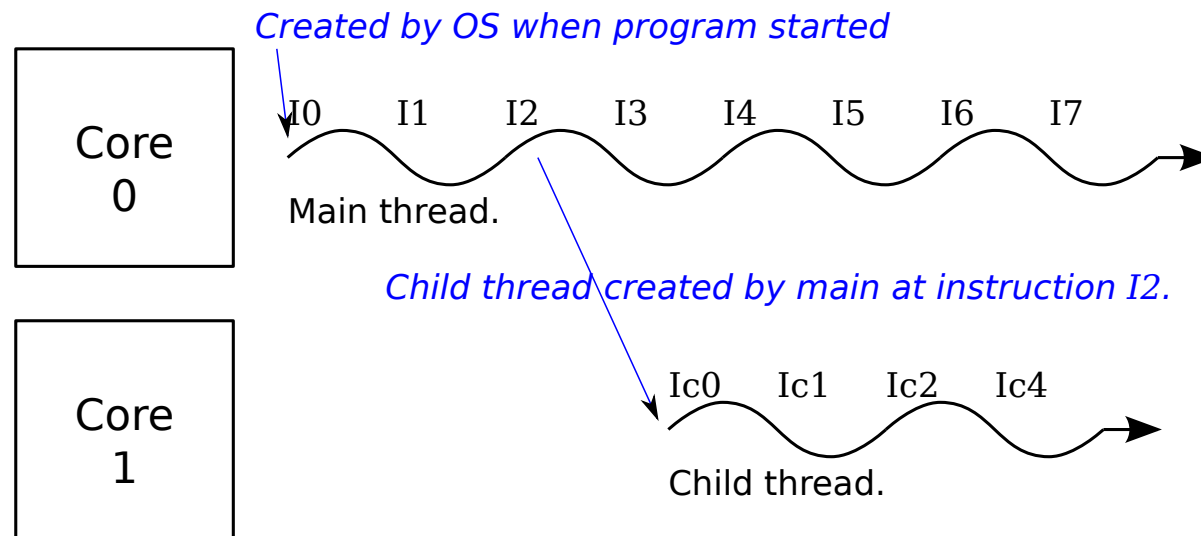 Created by OS when program started
Core
0
I0 I1 I2 I3 I4 I5 I6 I7
Main thread.
Child thread created by main at instruction I2.
Core
1
Ic0 Ic1 Ic2 Ic4
Child thread.